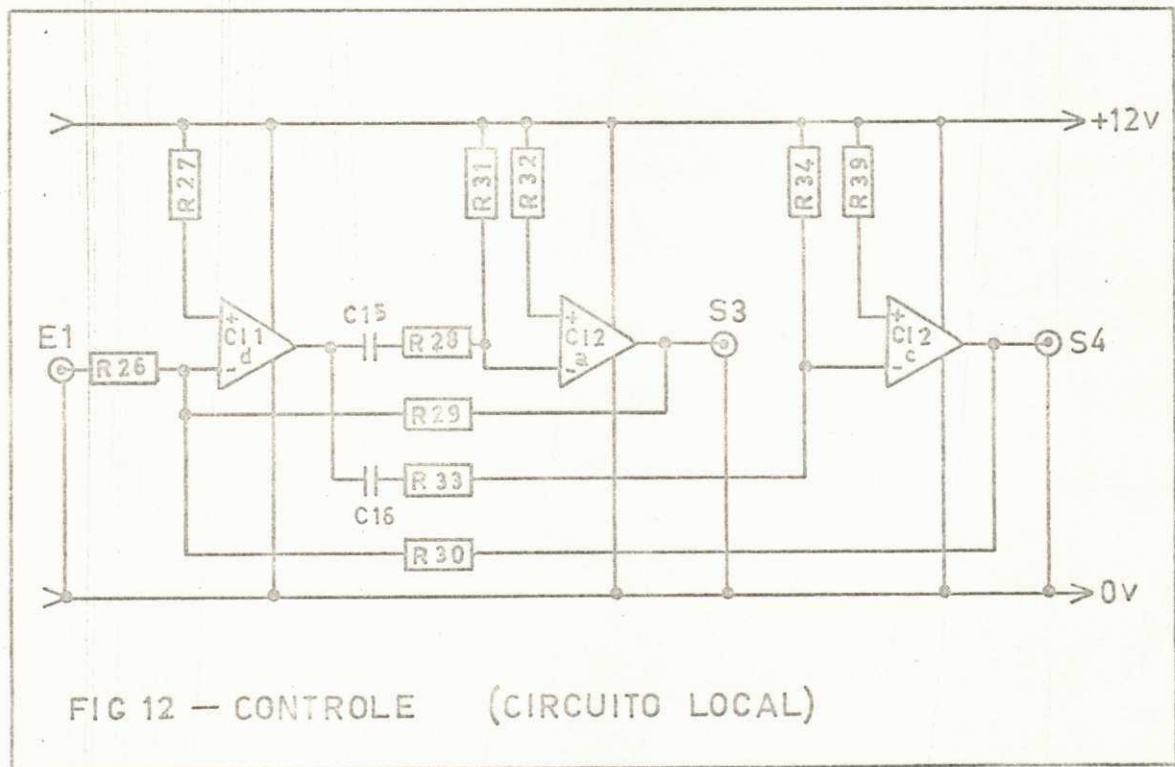 +12v
R27
R31
R32
R34
R39
E1
R26
+
CI1
d
-
C15
R28
+
CI2
a
-
S3
+
CI2
c
-
S4
R29
R33
C16
R30
0v
FIG 12 — CONTROLE (CIRCUITO LOCAL)